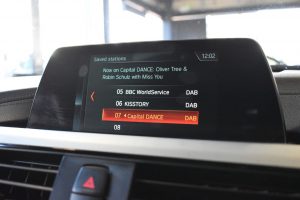 Saved stations 12:02
Now on Capital DANCE: Oliver Tree &
Robin Schulz with Miss You
05 BBC WorldService DAB
06 KISSTORY DAB
07 Capital DANCE DAB
08